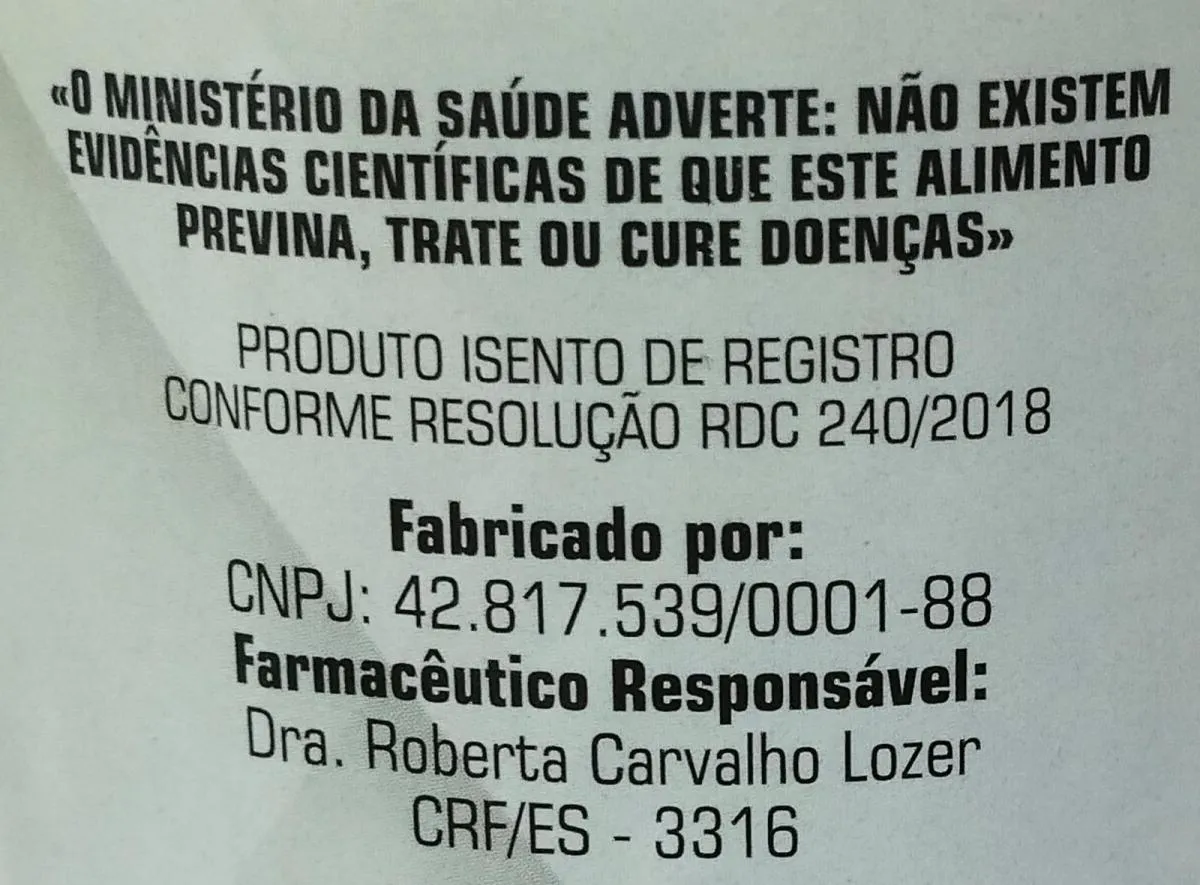 «O MINISTÉRIO DA SAÚDE ADVERTE: NÃO EXISTEM
EVIDÊNCIAS CIENTÍFICAS DE QUE ESTE ALIMENTO
PREVINA, TRATE OU CURE DOENÇAS»
PRODUTO ISENTO DE REGISTRO
CONFORME RESOLUÇÃO RDC 240/2018
Fabricado por:
CNPJ: 42.817.539/0001-88
Farmacêutico Responsável:
Dra. Roberta Carvalho Lozer
CRF/ES - 3316